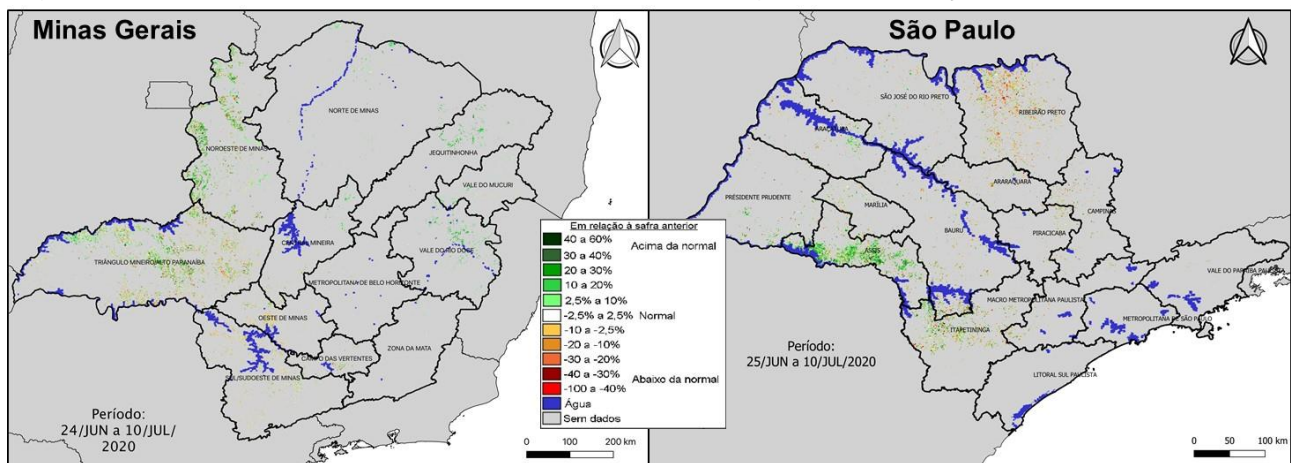 Minas Gerais
NORTE DE MINAS
JEQUITINHONHA
NOROESTE DE MINAS
VALE DO MUCURI
CENTRAL MINEIRA
VALE DO RIO DOCE
TRIÂNGULO MINEIRO/ALTO PARANAÍBA
METROPOLITANA DE BELO HORIZONTE
OESTE DE MINAS
ZONA DA MATA
CAMPO DAS VERTENTES
SUL/SUDOESTE DE MINAS
Período:
24/JUN a 10/JUL/
2020
0 100 200 km
Em relação à safra anterior
40 a 60% Acima da normal
30 a 40%
20 a 30%
10 a 20%
2,5% a 10%
-2,5% a 2,5% Normal
-10 a -2,5%
-20 a -10%
-30 a -20%
-40 a -30% Abaixo da normal
-100 a -40%
Água
Sem dados
São Paulo
SÃO JOSÉ DO RIO PRETO
RIBEIRÃO PRETO
ARAÇATUBA
ARARAQUARA
PRESIDENTE PRUDENTE
MARÍLIA
CAMPINAS
BAURU
PIRACICABA
ASSIS
VALE DO PARAÍBA PAULISTA
MACRO METROPOLITANA PAULISTA
METROPOLITANA DE SÃO PAULO
ITAPETININGA
LITORAL SUL PAULISTA
Período:
25/JUN a 10/JUL/2020
0 50 100 km